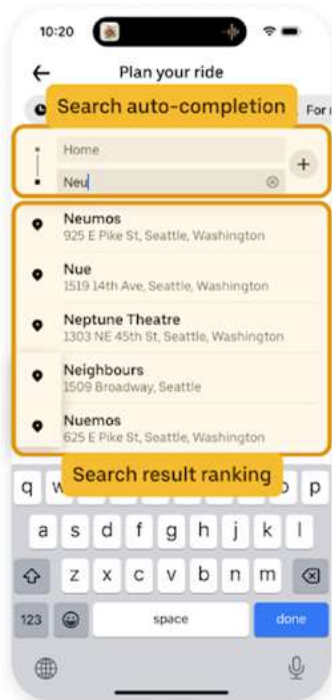 10:20
Plan your ride
Search auto-completion
For
Home
Neu
Neumos
925 E Pike St, Seattle, Washington
Nue
1519 14th Ave, Seattle, Washington
Neptune Theatre
1303 NE 45th St, Seattle, Washington
Neighbours
1509 Broadway, Seattle
Nuemos
625 E Pike St, Seattle, Washington
Search result ranking
q w o p
a s d f g h j k l
z x c v b n m
123 space done